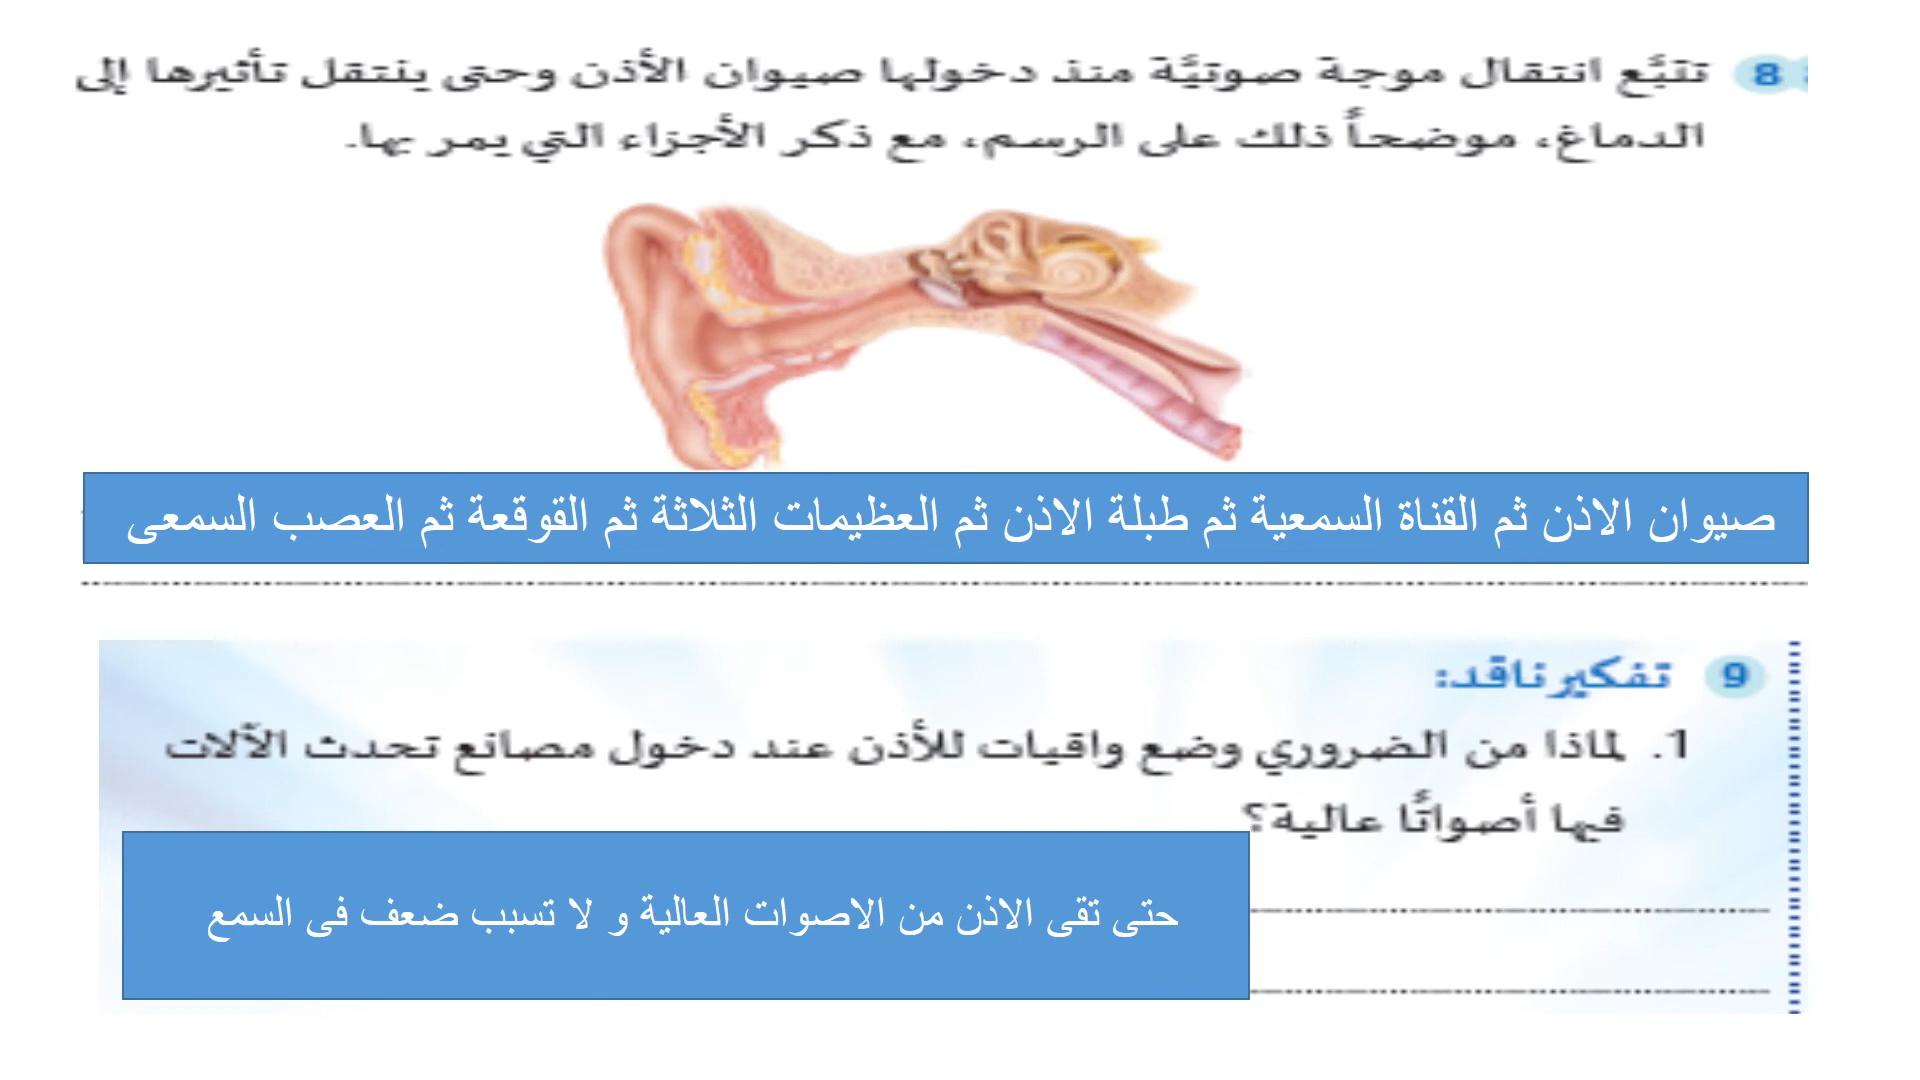 8 تتبَّع انتقال موجة صوتيَّة منذ دخولها صيوان الأذن وحتى ينتقل تأثيرها إلى
الدماغ، موضحاً ذلك على الرسم، مع ذكر الأجزاء التي يمر بها.
صيوان الاذن ثم القناة السمعية ثم طبلة الاذن ثم العظيمات الثلاثة ثم القوقعة ثم العصب السمعى
9 تفكير ناقد:
1. لماذا من الضروري وضع واقيات للأذن عند دخول مصانع تحدث الآلات
فيها أصواتًا عالية؟
حتى تقى الاذن من الاصوات العالية و لا تسبب ضعف فى السمع